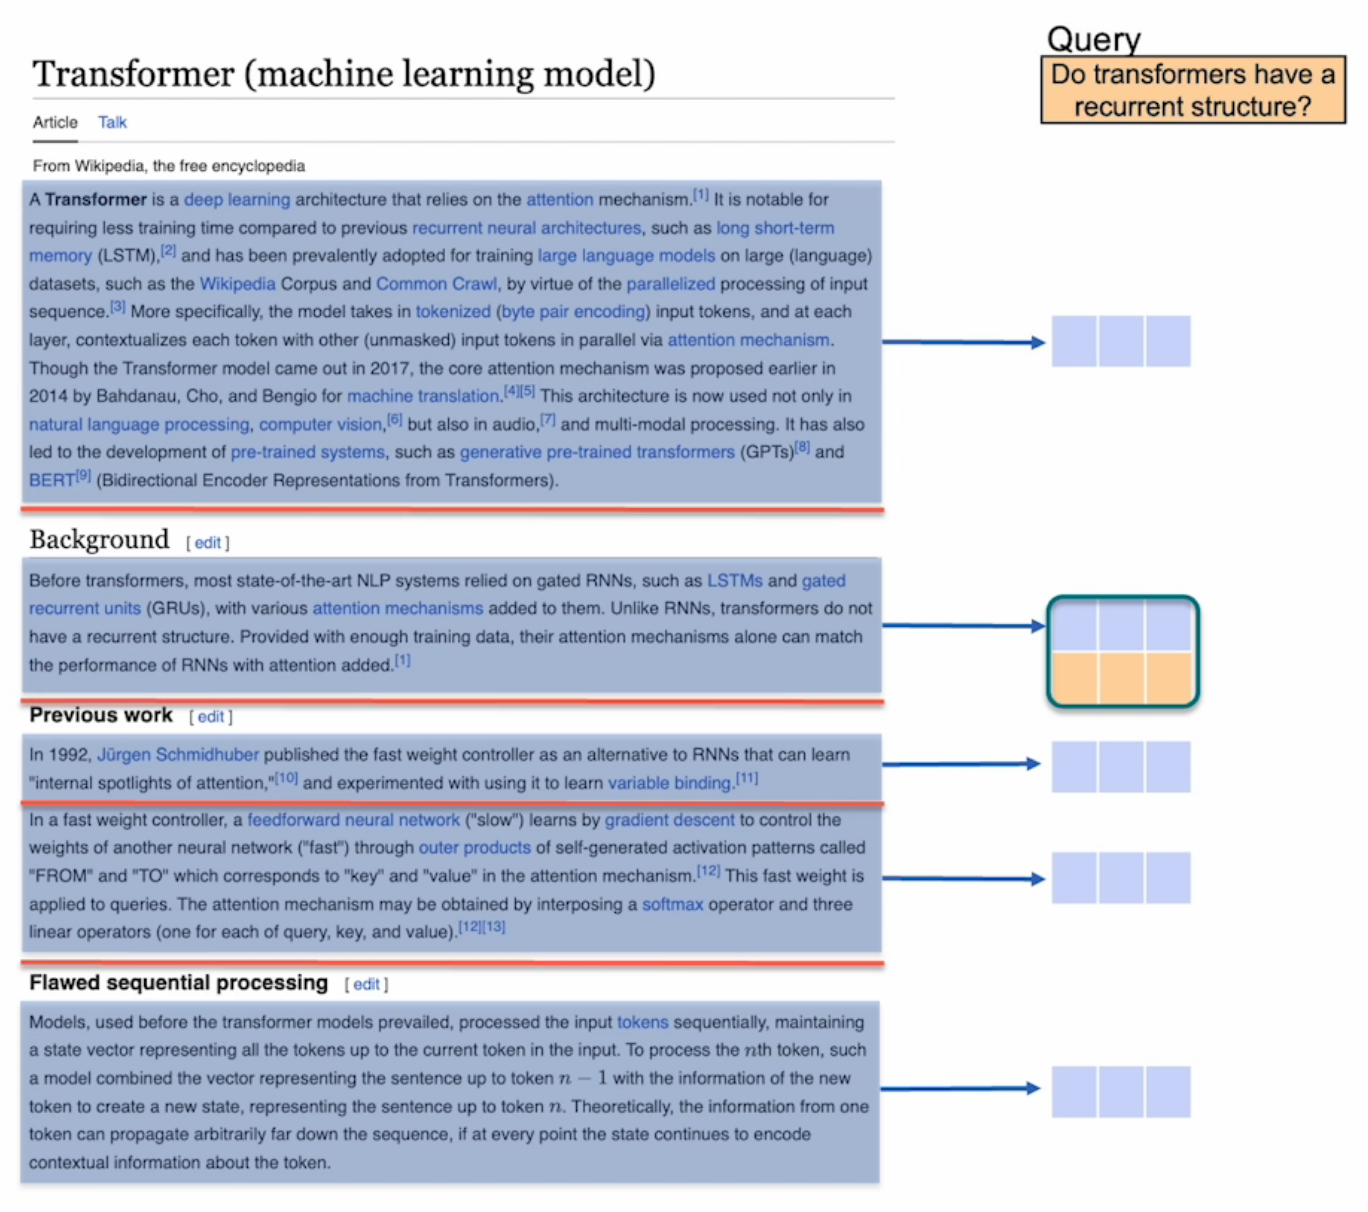 Query
Do transformers have a
recurrent structure?
Transformer (machine learning model)
Article Talk
From Wikipedia, the free encyclopedia
A Transformer is a deep learning architecture that relies on the attention mechanism.[1] It is notable for
requiring less training time compared to previous recurrent neural architectures, such as long short-term
memory (LSTM),[2] and has been prevalently adopted for training large language models on large (language)
datasets, such as the Wikipedia Corpus and Common Crawl, by virtue of the parallelized processing of input
sequence.[3] More specifically, the model takes in tokenized (byte pair encoding) input tokens, and at each
layer, contextualizes each token with other (unmasked) input tokens in parallel via attention mechanism.
Though the Transformer model came out in 2017, the core attention mechanism was proposed earlier in
2014 by Bahdanau, Cho, and Bengio for machine translation.[4][5] This architecture is now used not only in
natural language processing, computer vision,[6] but also in audio,[7] and multi-modal processing. It has also
led to the development of pre-trained systems, such as generative pre-trained transformers (GPTs)[8] and
BERT[9] (Bidirectional Encoder Representations from Transformers).
Background [ edit ]
Before transformers, most state-of-the-art NLP systems relied on gated RNNs, such as LSTMs and gated
recurrent units (GRUs), with various attention mechanisms added to them. Unlike RNNs, transformers do not
have a recurrent structure. Provided with enough training data, their attention mechanisms alone can match
the performance of RNNs with attention added.[1]
Previous work [ edit ]
In 1992, Jürgen Schmidhuber published the fast weight controller as an alternative to RNNs that can learn
"internal spotlights of attention,"[10] and experimented with using it to learn variable binding.[11]
In a fast weight controller, a feedforward neural network ("slow") learns by gradient descent to control the
weights of another neural network ("fast") through outer products of self-generated activation patterns called
"FROM" and "TO" which corresponds to "key" and "value" in the attention mechanism.[12] This fast weight is
applied to queries. The attention mechanism may be obtained by interposing a softmax operator and three
linear operators (one for each of query, key, and value).[12][13]
Flawed sequential processing [ edit ]
Models, used before the transformer models prevailed, processed the input tokens sequentially, maintaining
a state vector representing all the tokens up to the current token in the input. To process the nth token, such
a model combined the vector representing the sentence up to token n − 1 with the information of the new
token to create a new state, representing the sentence up to token n. Theoretically, the information from one
token can propagate arbitrarily far down the sequence, if at every point the state continues to encode
contextual information about the token.